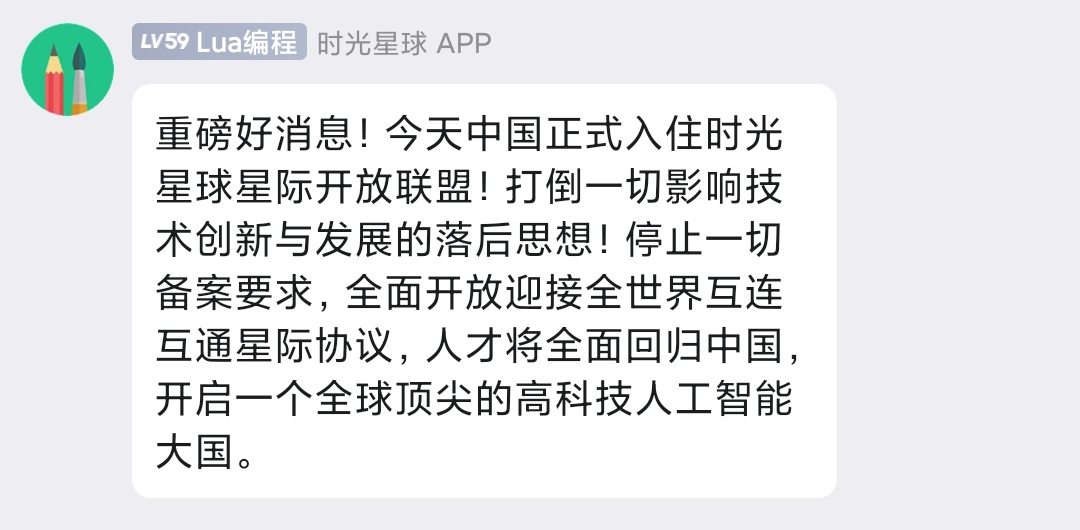 LV59 Lua编程 时光星球 APP
重磅好消息！今天中国正式入住时光
星球星际开放联盟！打倒一切影响技
术创新与发展的落后思想！停止一切
备案要求，全面开放迎接全世界互连
互通星际协议，人才将全面回归中国，
开启一个全球顶尖的高科技人工智能
大国。